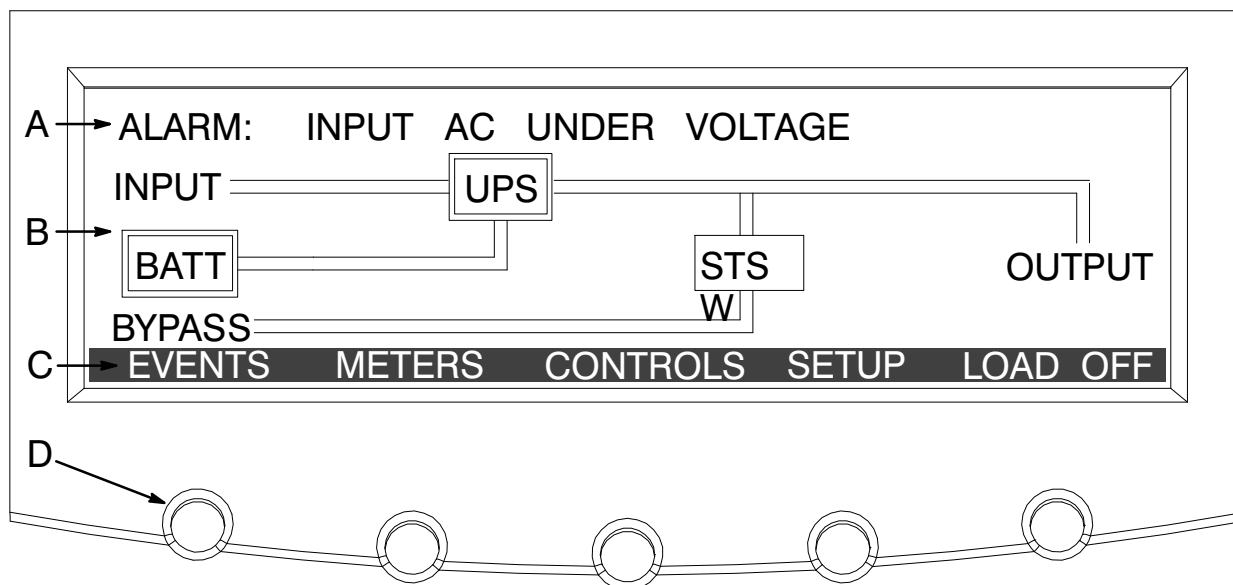 A ALARM: INPUT AC UNDER VOLTAGE
INPUT UPS
B
BATT STS OUTPUT
W
BYPASS
C EVENTS METERS CONTROLS SETUP LOAD OFF
D